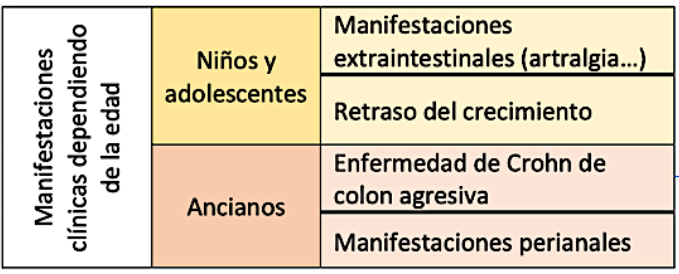 Manifestaciones
clínicas dependiendo
de la edad
Niños y
adolescentes
Manifestaciones
extraintestinales (artralgia...)
Retraso del crecimiento
Ancianos
Enfermedad de Crohn de
colon agresiva
Manifestaciones perianales